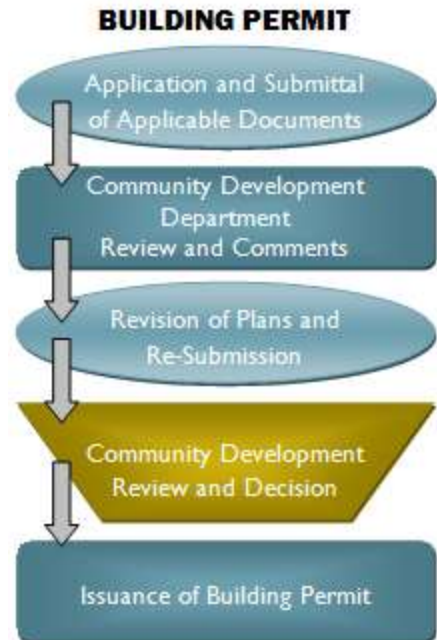 BUILDING PERMIT
Application and Submittal
of Applicable Documents
Community Development
Department
Review and Comments
Revision of Plans and
Re-Submission
Community Development
Review and Decision
Issuance of Building Permit